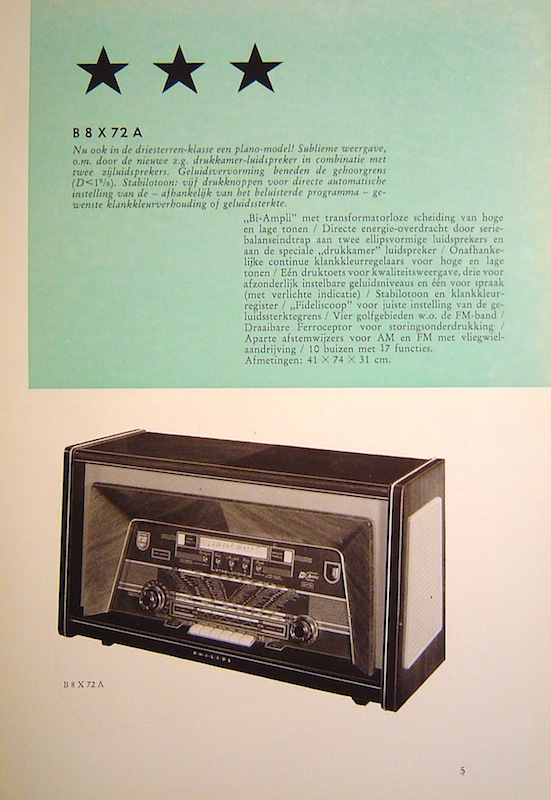 B 8 X 72 A
Nu ook in de driesterren-klasse een plano-model! Sublieme weergave,
o.m. door de nieuwe z.g. drukkamer-luidspreker in combinatie met
twee zijluidsprekers. Geluidsvervorming beneden de gehoorgrens
(D<1%). Stabilotoon: vijf drukknoppen voor directe automatische
instelling van de – afhankelijk van het beluisterde programma – ge-
wenste klankkleurverhouding of geluidssterkte.
„Bi-Ampli" met transformatorloze scheiding van hoge
en lage tonen / Directe energie-overdracht door serie-
balanseindtrap aan twee ellipsvormige luidsprekers en
aan de speciale „drukkamer" luidspreker / Onafhanke-
lijke continue klankkleurregelaars voor hoge en lage
tonen / Eén druktoets voor kwaliteitsweergave, drie voor
afzonderlijk instelbare geluidsniveaus en één voor spraak
(met verlichte indicatie) / Stabilotoon en klankkleur-
register / „Fideliscoop" voor juiste instelling van de ge-
luidssterktegrens / Vier golfgebieden w.o. de FM-band /
Draaibare Ferroceptor voor storingsonderdrukking /
Aparte afstemwijzers voor AM en FM met vliegwiel-
aandrijving / 10 buizen met 17 functies.
Afmetingen: 41 × 74 × 31 cm.
PHILIPS
B 8 X 72 A
5